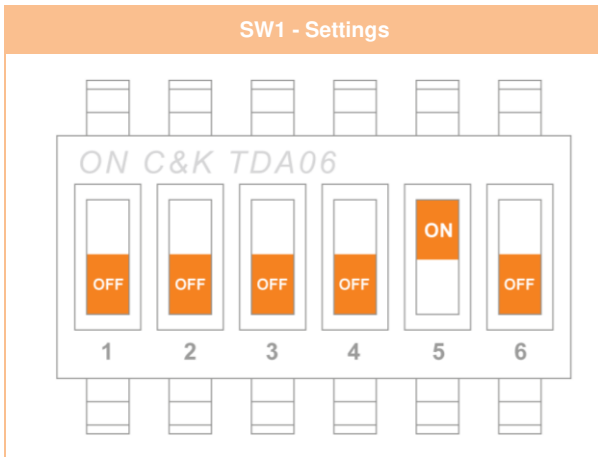 SW1 - Settings
ON C&K TDA06
ON
OFF OFF OFF OFF OFF
1 2 3 4 5 6